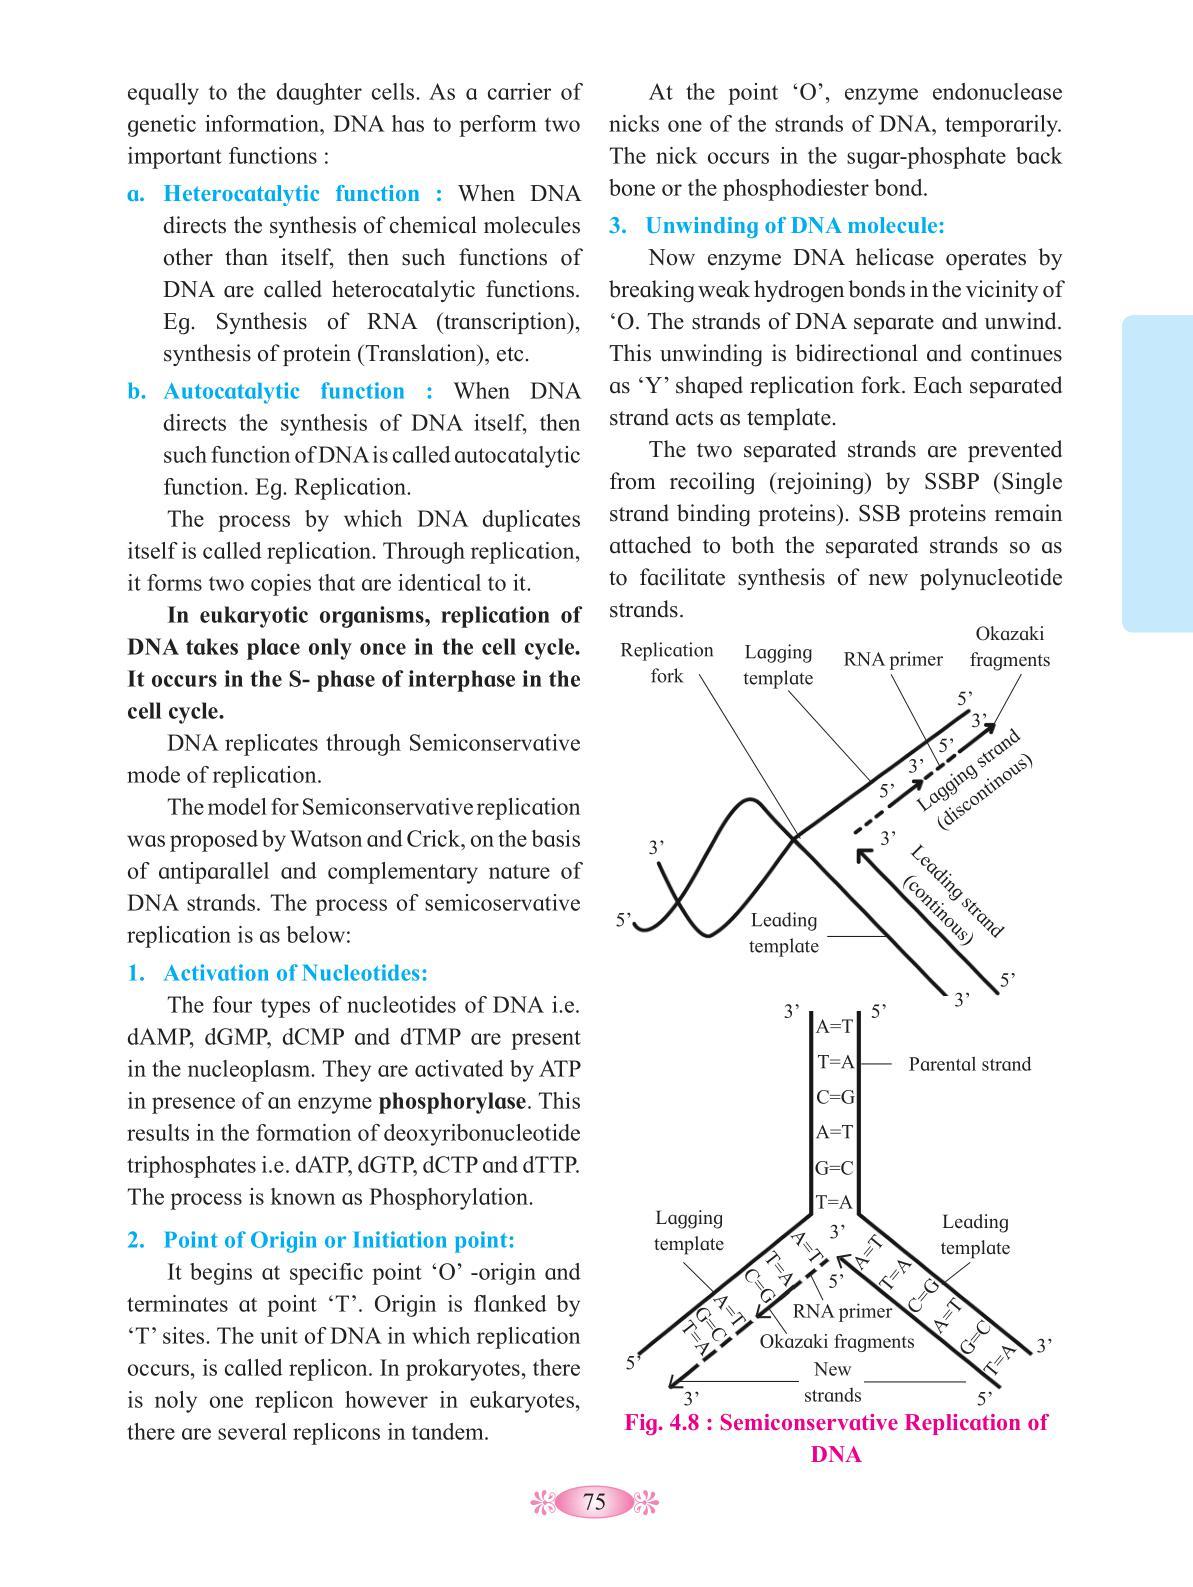 equally to the daughter cells. As a carrier of
genetic information, DNA has to perform two
important functions :
a. Heterocatalytic function : When DNA
directs the synthesis of chemical molecules
other than itself, then such functions of
DNA are called heterocatalytic functions.
Eg. Synthesis of RNA (transcription),
synthesis of protein (Translation), etc.
b. Autocatalytic function : When DNA
directs the synthesis of DNA itself, then
such function of DNA is called autocatalytic
function. Eg. Replication.
The process by which DNA duplicates
itself is called replication. Through replication,
it forms two copies that are identical to it.
In eukaryotic organisms, replication of
DNA takes place only once in the cell cycle.
It occurs in the S- phase of interphase in the
cell cycle.
DNA replicates through Semiconservative
mode of replication.
The model for Semiconservative replication
was proposed by Watson and Crick, on the basis
of antiparallel and complementary nature of
DNA strands. The process of semicoservative
replication is as below:
1. Activation of Nucleotides:
The four types of nucleotides of DNA i.e.
dAMP, dGMP, dCMP and dTMP are present
in the nucleoplasm. They are activated by ATP
in presence of an enzyme phosphorylase. This
results in the formation of deoxyribonucleotide
triphosphates i.e. dATP, dGTP, dCTP and dTTP.
The process is known as Phosphorylation.
2. Point of Origin or Initiation point:
It begins at specific point ‘O’ -origin and
terminates at point ‘T’. Origin is flanked by
‘T’ sites. The unit of DNA in which replication
occurs, is called replicon. In prokaryotes, there
is noly one replicon however in eukaryotes,
there are several replicons in tandem.
At the point ‘O’, enzyme endonuclease
nicks one of the strands of DNA, temporarily.
The nick occurs in the sugar-phosphate back
bone or the phosphodiester bond.
3. Unwinding of DNA molecule:
Now enzyme DNA helicase operates by
breaking weak hydrogen bonds in the vicinity of
‘O. The strands of DNA separate and unwind.
This unwinding is bidirectional and continues
as ‘Y’ shaped replication fork. Each separated
strand acts as template.
The two separated strands are prevented
from recoiling (rejoining) by SSBP (Single
strand binding proteins). SSB proteins remain
attached to both the separated strands so as
to facilitate synthesis of new polynucleotide
strands.
Replication
fork
Lagging
template
RNA primer
Okazaki
fragments
5’
3’
5’
3’
5’
Lagging strand
(discontinous)
3’
Leading strand
(continous)
3’
5’
Leading
template
5’
3’
3’
5’
A=T
T=A
C=G
A=T
G=C
T=A
Parental strand
Lagging
template
3’
Leading
template
A=T
T=A
C=G
A=T
G=C
T=A
5’
A=T
T=A
C=G
A=T
G=C
T=A
RNA primer
Okazaki fragments
New
strands
5’
3’
3’
5’
Fig. 4.8 : Semiconservative Replication of
DNA
75